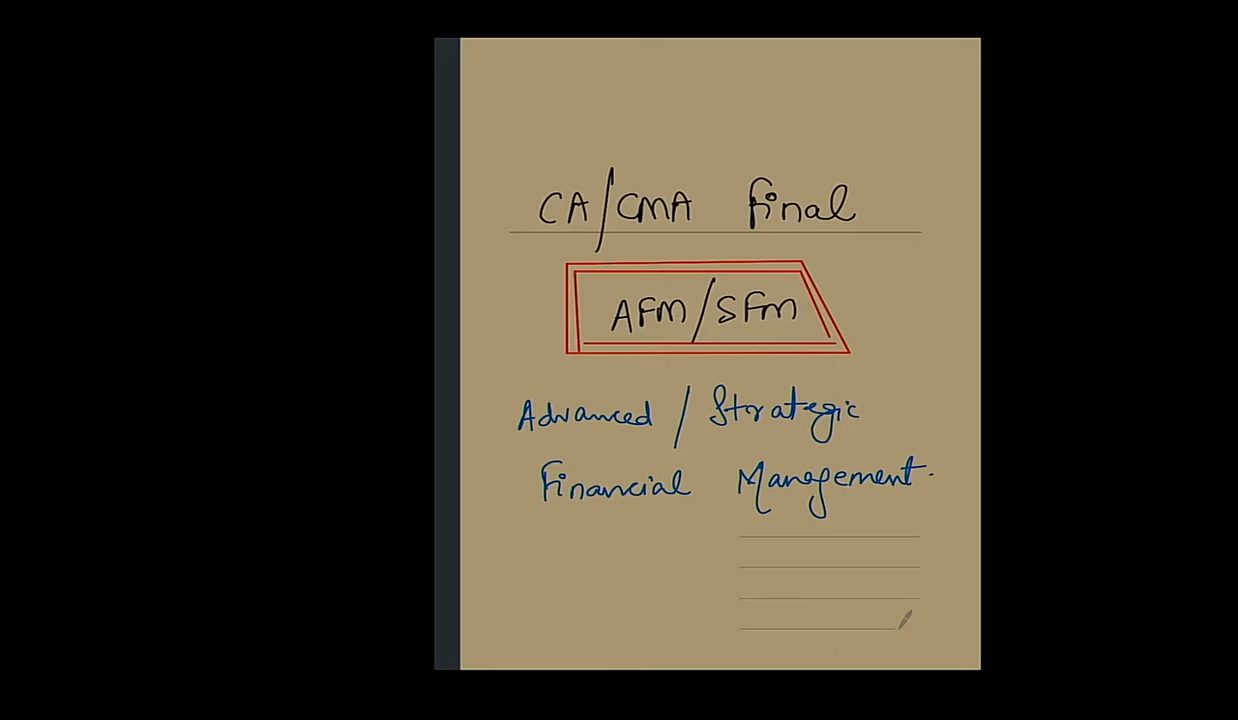 CA/CMA Final
AFM/SFM
Advanced / Strategic
Financial Management.